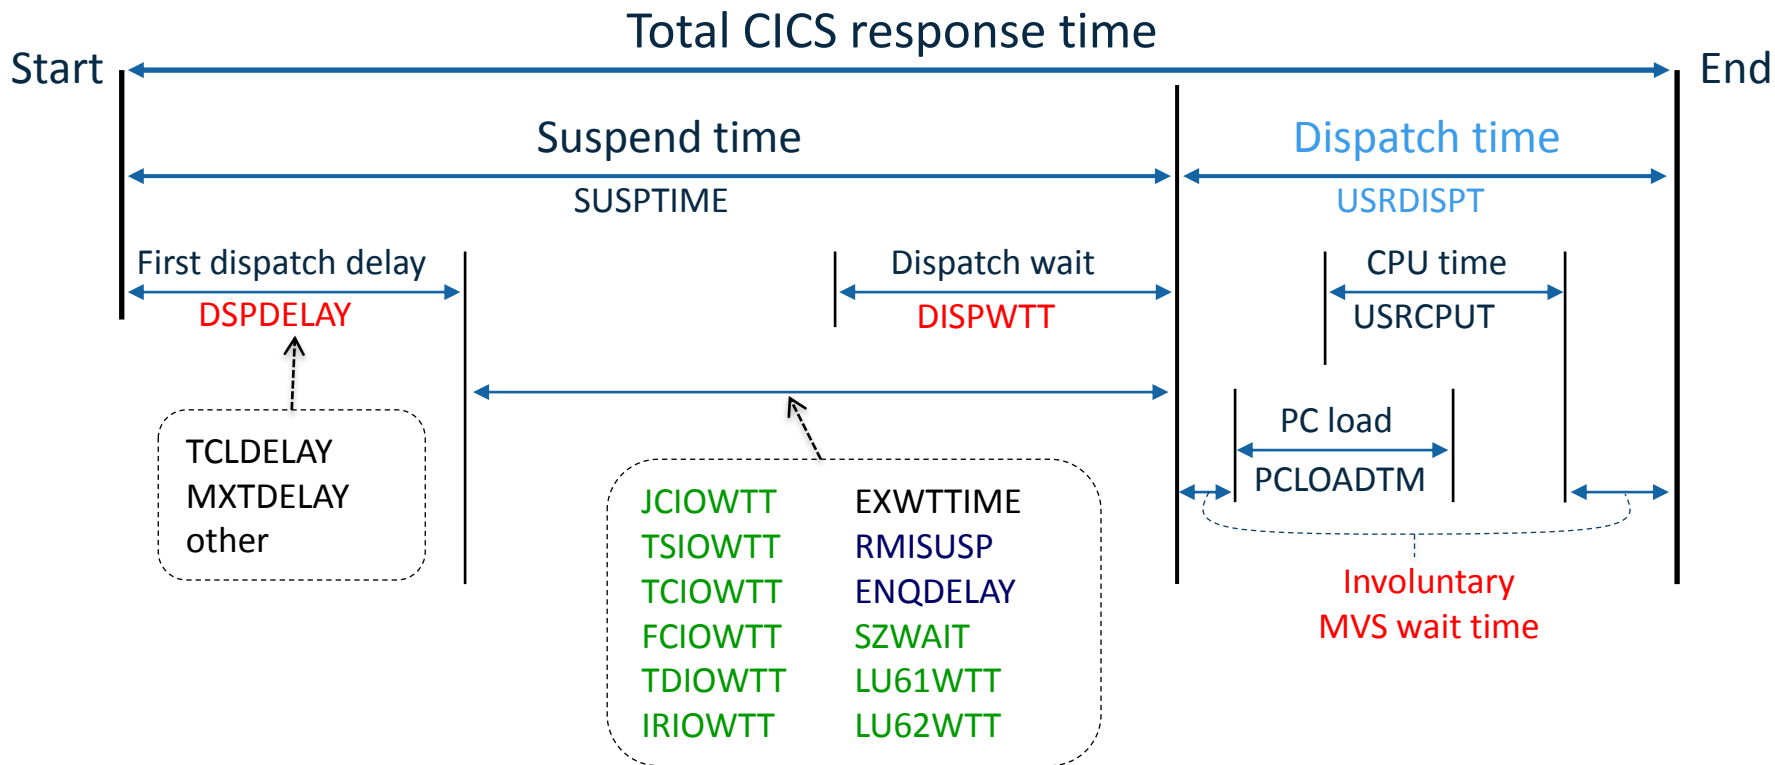 Total CICS response time
Start
End
Suspend time
Dispatch time
SUSPTIME
USRDISPT
First dispatch delay
Dispatch wait
CPU time
DSPDELAY
DISPWTT
USRCPUT
PC load
PCLOADTM
TCLDELAY
MXTDELAY
other
JCIOWTT
TSIOWTT
TCIOWTT
FCIOWTT
TDIOWTT
IRIOWTT
EXWTTIME
RMISUSP
ENQDELAY
SZWAIT
LU61WTT
LU62WTT
Involuntary
MVS wait time